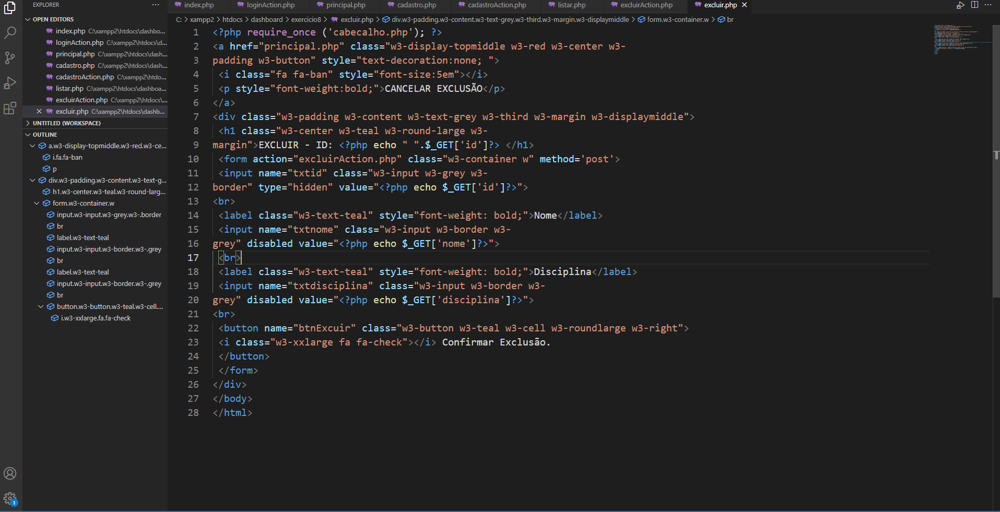 EXPLORER ···
OPEN EDITORS
index.php C:\xampp2\htdocs\dashbo...
loginAction.php C:\xampp2\htdocs\d...
principal.php C:\xampp2\htdocs\dash...
cadastro.php C:\xampp2\htdocs\dash...
cadastroAction.php C:\xampp2\htdo...
listar.php C:\xampp2\htdocs\dashboa...
excluirAction.php C:\xampp2\htdocs\...
excluir.php C:\xampp2\htdocs\dashb...
UNTITLED (WORKSPACE)
OUTLINE
a.w3-display-topmiddle.w3-red.w3-ce...
i.fa.fa-ban
p
div.w3-padding.w3-content.w3-text-g...
h1.w3-center.w3-teal.w3-round-larg...
form.w3-container.w
input.w3-input.w3-grey.w3-.border
br
label.w3-text-teal
input.w3-input.w3-border.w3-.grey
br
label.w3-text-teal
input.w3-input.w3-border.w3-.grey
br
button.w3-button.w3-teal.w3-cell....
i.w3-xxlarge.fa.fa-check
1
index.php loginAction.php principal.php cadastro.php cadastroAction.php listar.php excluirAction.php excluir.php
C: > xampp2 > htdocs > dashboard > exercicio8 > excluir.php > div.w3-padding.w3-content.w3-text-grey.w3-third.w3-margin.w3-displaymiddle > form.w3-container.w > br
1 <?php require_once ('cabecalho.php'); ?>
2 <a href="principal.php" class="w3-display-topmiddle w3-red w3-center w3-
3 padding w3-button" style="text-decoration:none; ">
4 <i class="fa fa-ban" style="font-size:5em"></i>
5 <p style="font-weight:bold;">CANCELAR EXCLUSÃO</p>
6 </a>
7 <div class="w3-padding w3-content w3-text-grey w3-third w3-margin w3-displaymiddle">
8 <h1 class="w3-center w3-teal w3-round-large w3-
9 margin">EXCLUIR - ID: <?php echo " ".$_GET['id']?> </h1>
10 <form action="excluirAction.php" class="w3-container w" method='post'>
11 <input name="txtid" class="w3-input w3-grey w3-
12 border" type="hidden" value="<?php echo $_GET['id']?>">
13 <br>
14 <label class="w3-text-teal" style="font-weight: bold;">Nome</label>
15 <input name="txtnome" class="w3-input w3-border w3-
16 grey" disabled value="<?php echo $_GET['nome']?>">
17 <br>
18 <label class="w3-text-teal" style="font-weight: bold;">Disciplina</label>
19 <input name="txtdisciplina" class="w3-input w3-border w3-
20 grey" disabled value="<?php echo $_GET['disciplina']?>">
21 <br>
22 <button name="btnExcuir" class="w3-button w3-teal w3-cell w3-roundlarge w3-right">
23 <i class="w3-xxlarge fa fa-check"></i> Confirmar Exclusão.
24 </button>
25 </form>
26 </div>
27 </body>
28 </html>